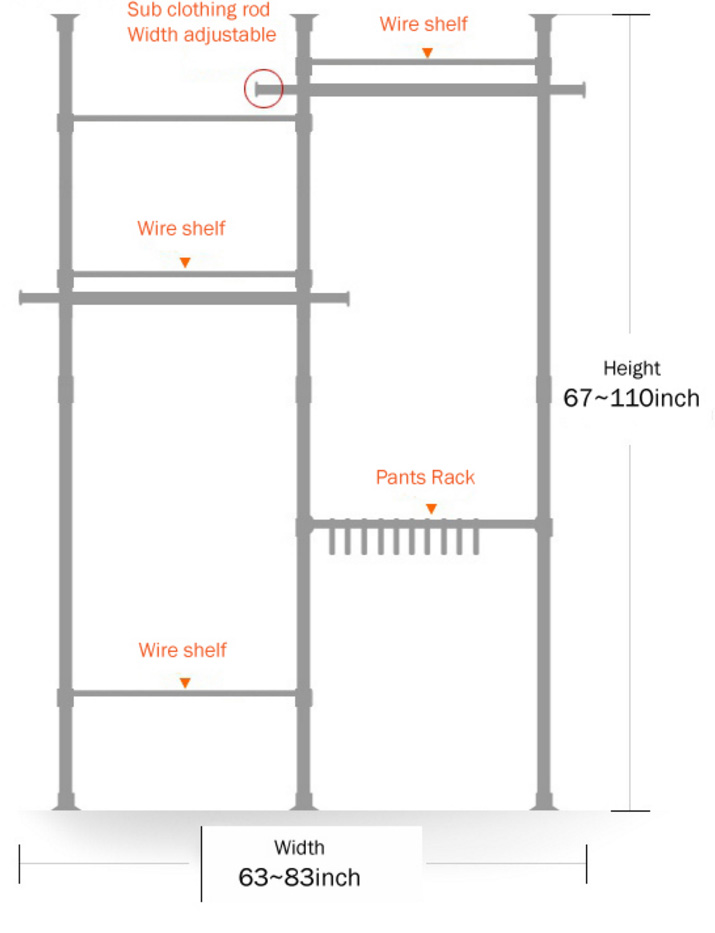 Sub clothing rod
Width adjustable
Wire shelf
Wire shelf
Height
67~110inch
Pants Rack
Wire shelf
Width
63~83inch